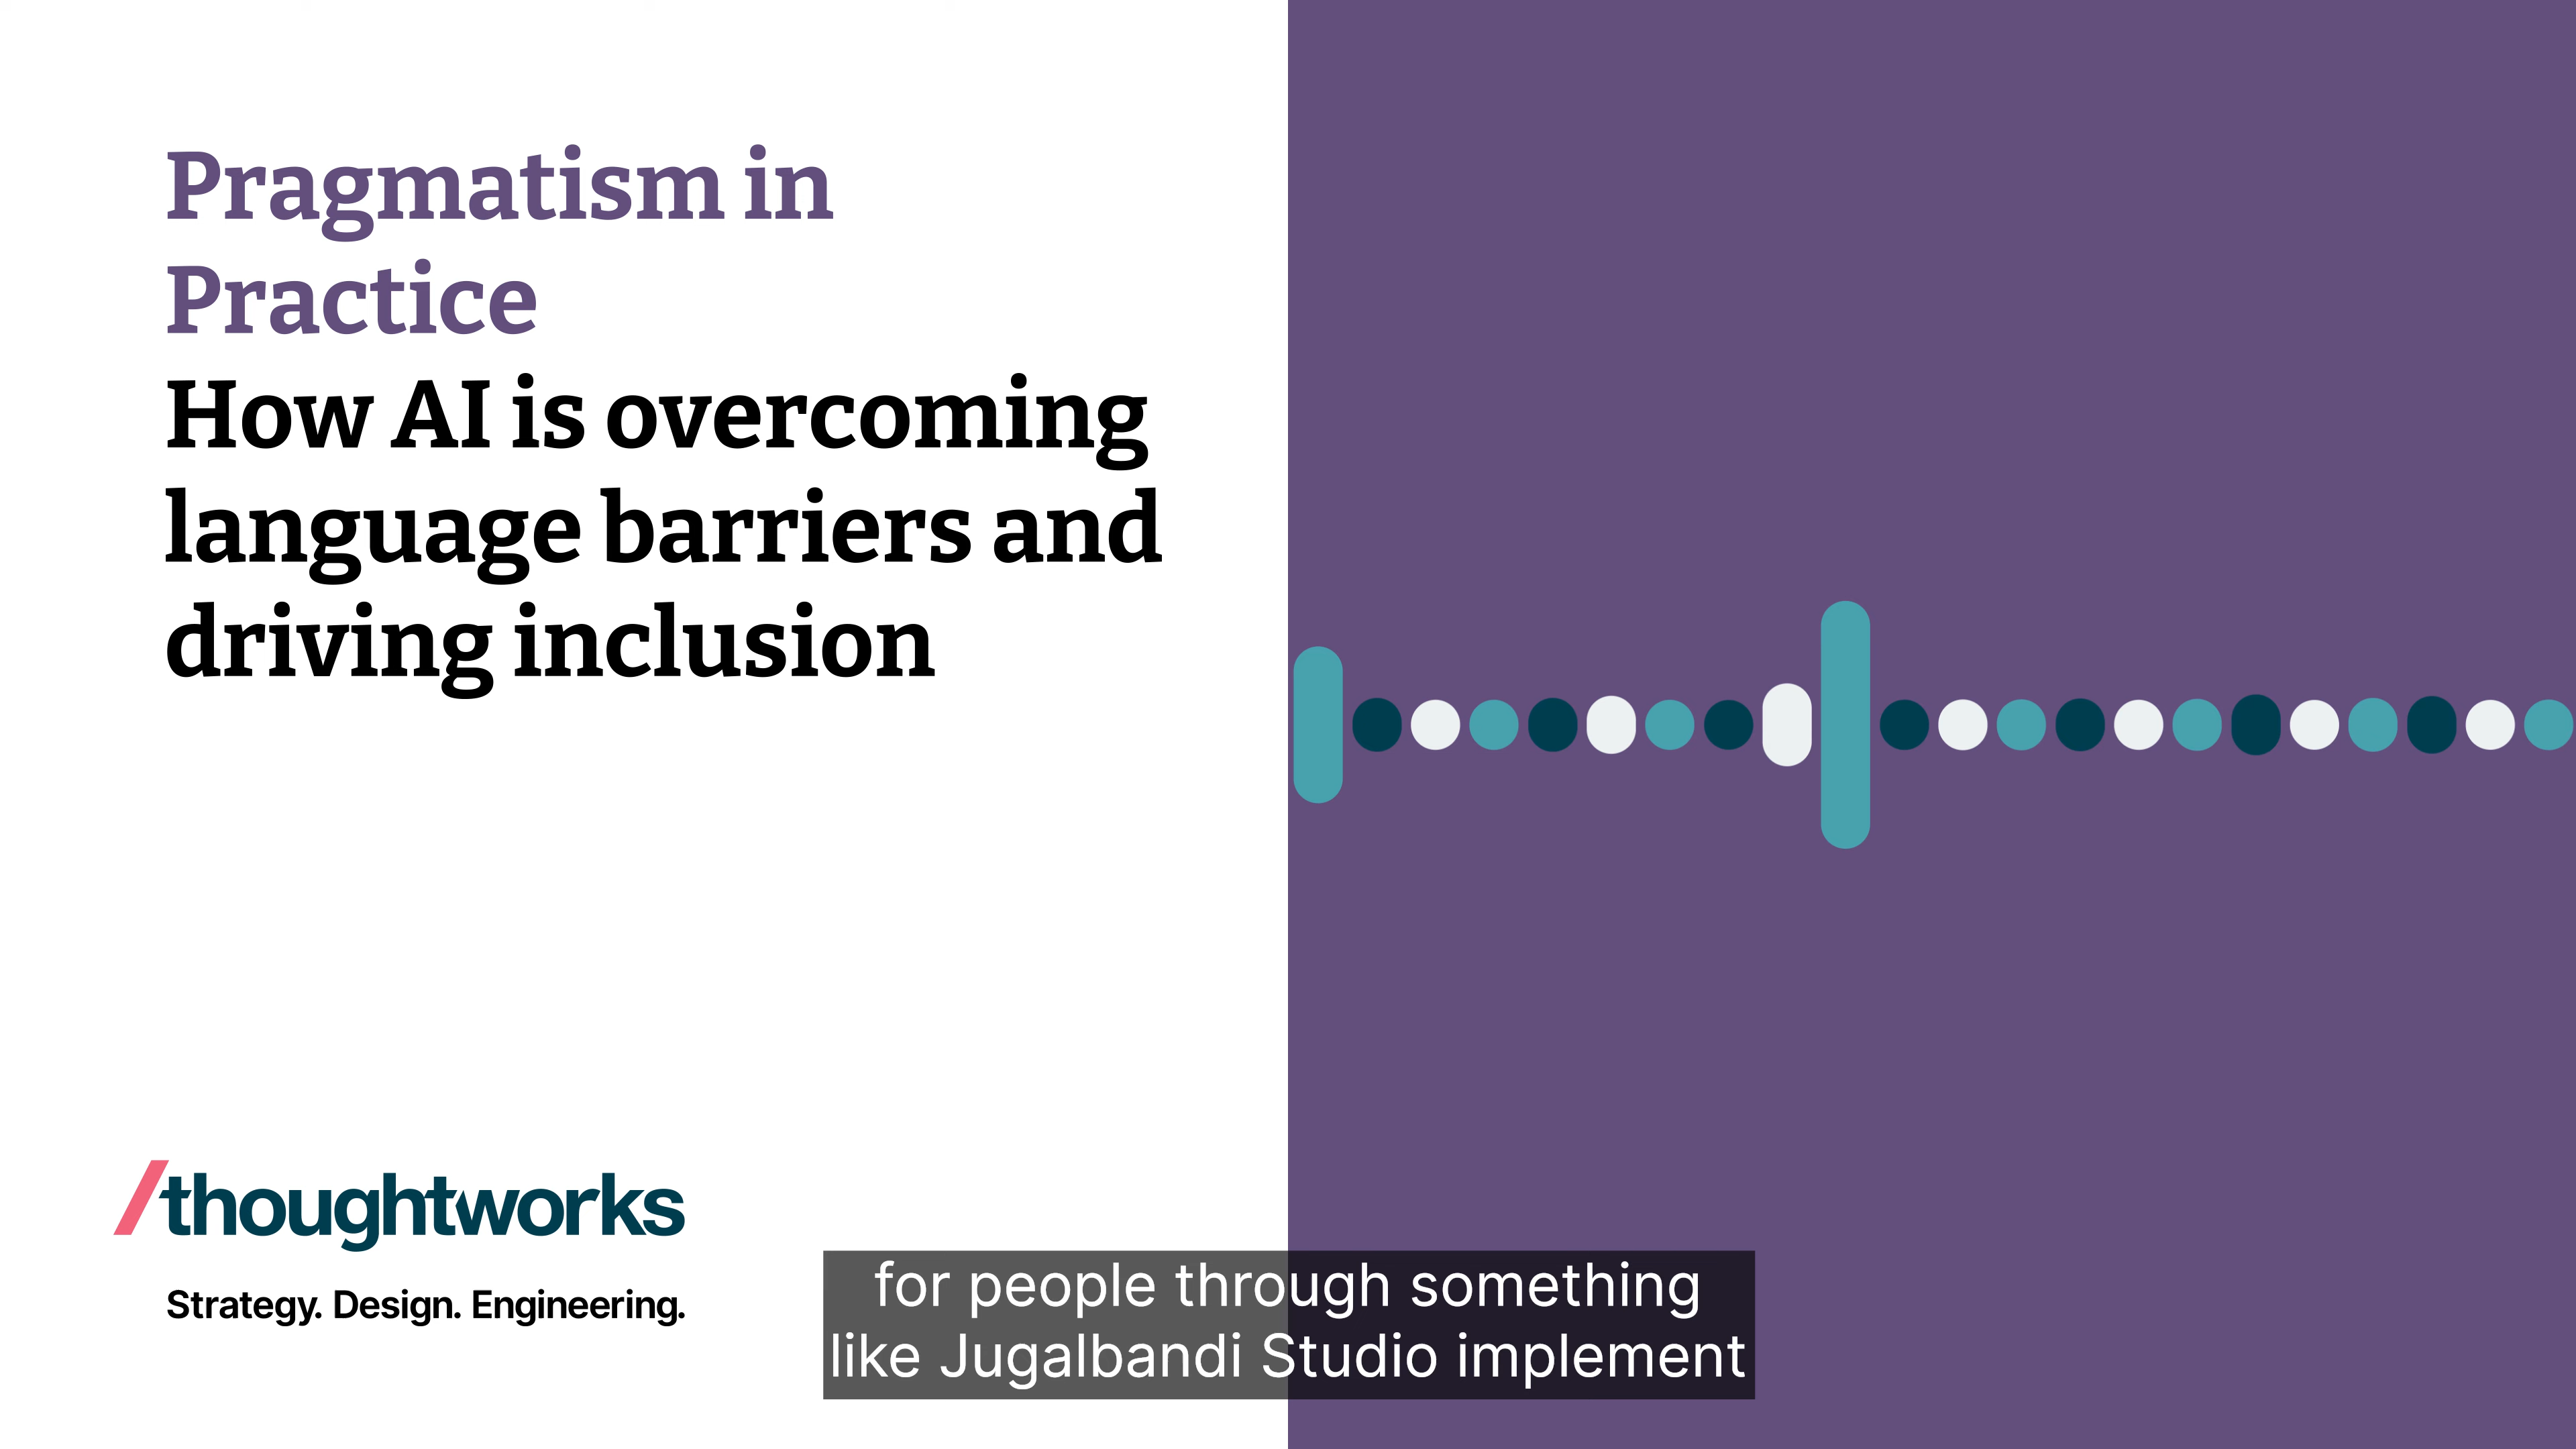 Pragmatism in
Practice
How AI is overcoming
language barriers and
driving inclusion
/thoughtworks
Strategy. Design. Engineering.
for people through something
like Jugalbandi Studio implement